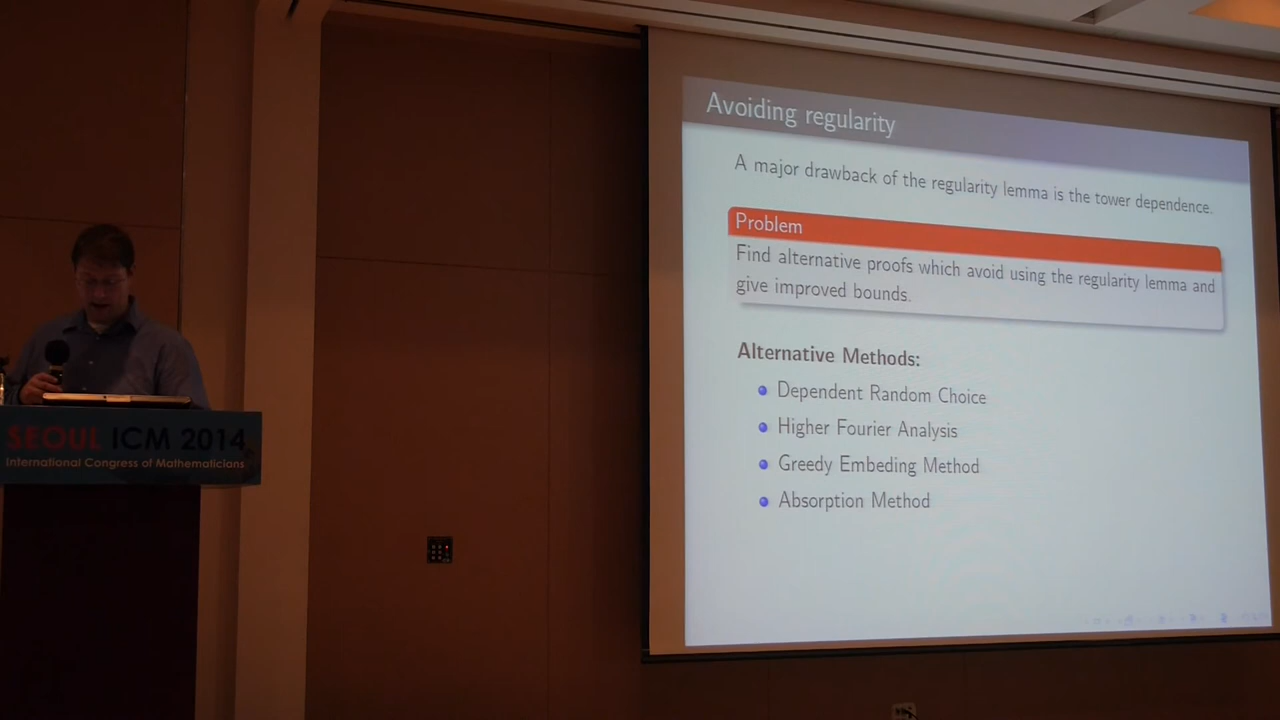 Avoiding regularity
A major drawback of the regularity lemma is the tower dependence.
Problem
Find alternative proofs which avoid using the regularity lemma and
give improved bounds.
Alternative Methods:
Dependent Random Choice
Higher Fourier Analysis
Greedy Embeding Method
Absorption Method
SEOUL ICM 2014
International Congress of Mathematicians